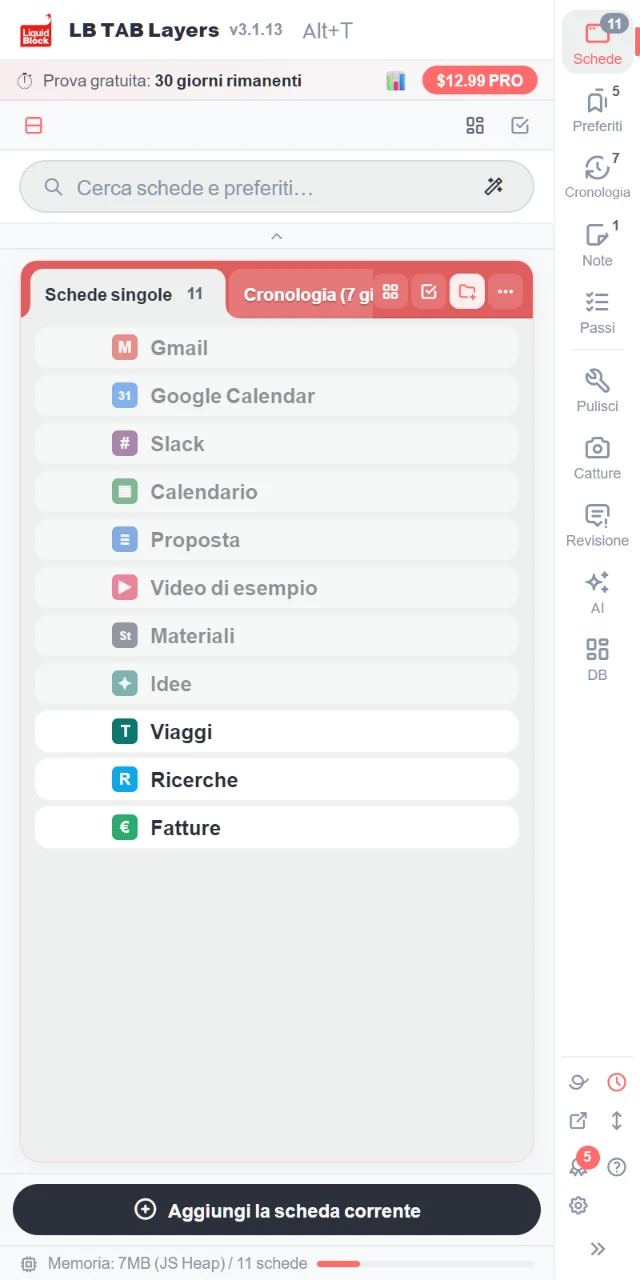 Liquid Block
LB TAB Layers v3.1.13 Alt+T
Prova gratuita: 30 giorni rimanenti
$12.99 PRO
Cerca schede e preferiti…
Schede singole 11
Cronologia (7 gi
M Gmail
31 Google Calendar
# Slack
Calendario
Proposta
Video di esempio
St Materiali
Idee
T Viaggi
R Ricerche
€ Fatture
Aggiungi la scheda corrente
Memoria: 7MB (JS Heap) / 11 schede
11
Schede
5
Preferiti
7
Cronologia
1
Note
Passi
Pulisci
Catture
Revisione
AI
DB
5